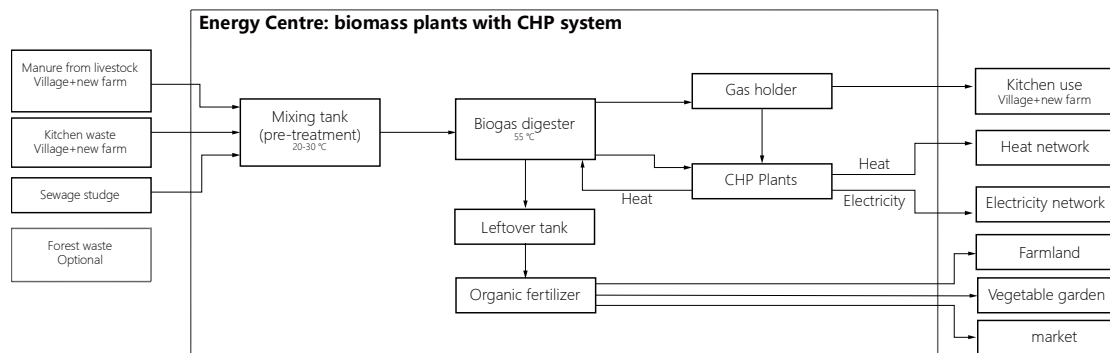 Energy Centre: biomass plants with CHP system
Manure from livestock
Village+new farm
Kitchen waste
Village+new farm
Sewage studge
Forest waste
Optional
Mixing tank
(pre-treatment)
20-30 °C
Biogas digester
55 °C
Leftover tank
Organic fertilizer
Gas holder
CHP Plants
Heat
Heat
Electricity
Kitchen use
Village+new farm
Heat network
Electricity network
Farmland
Vegetable garden
market